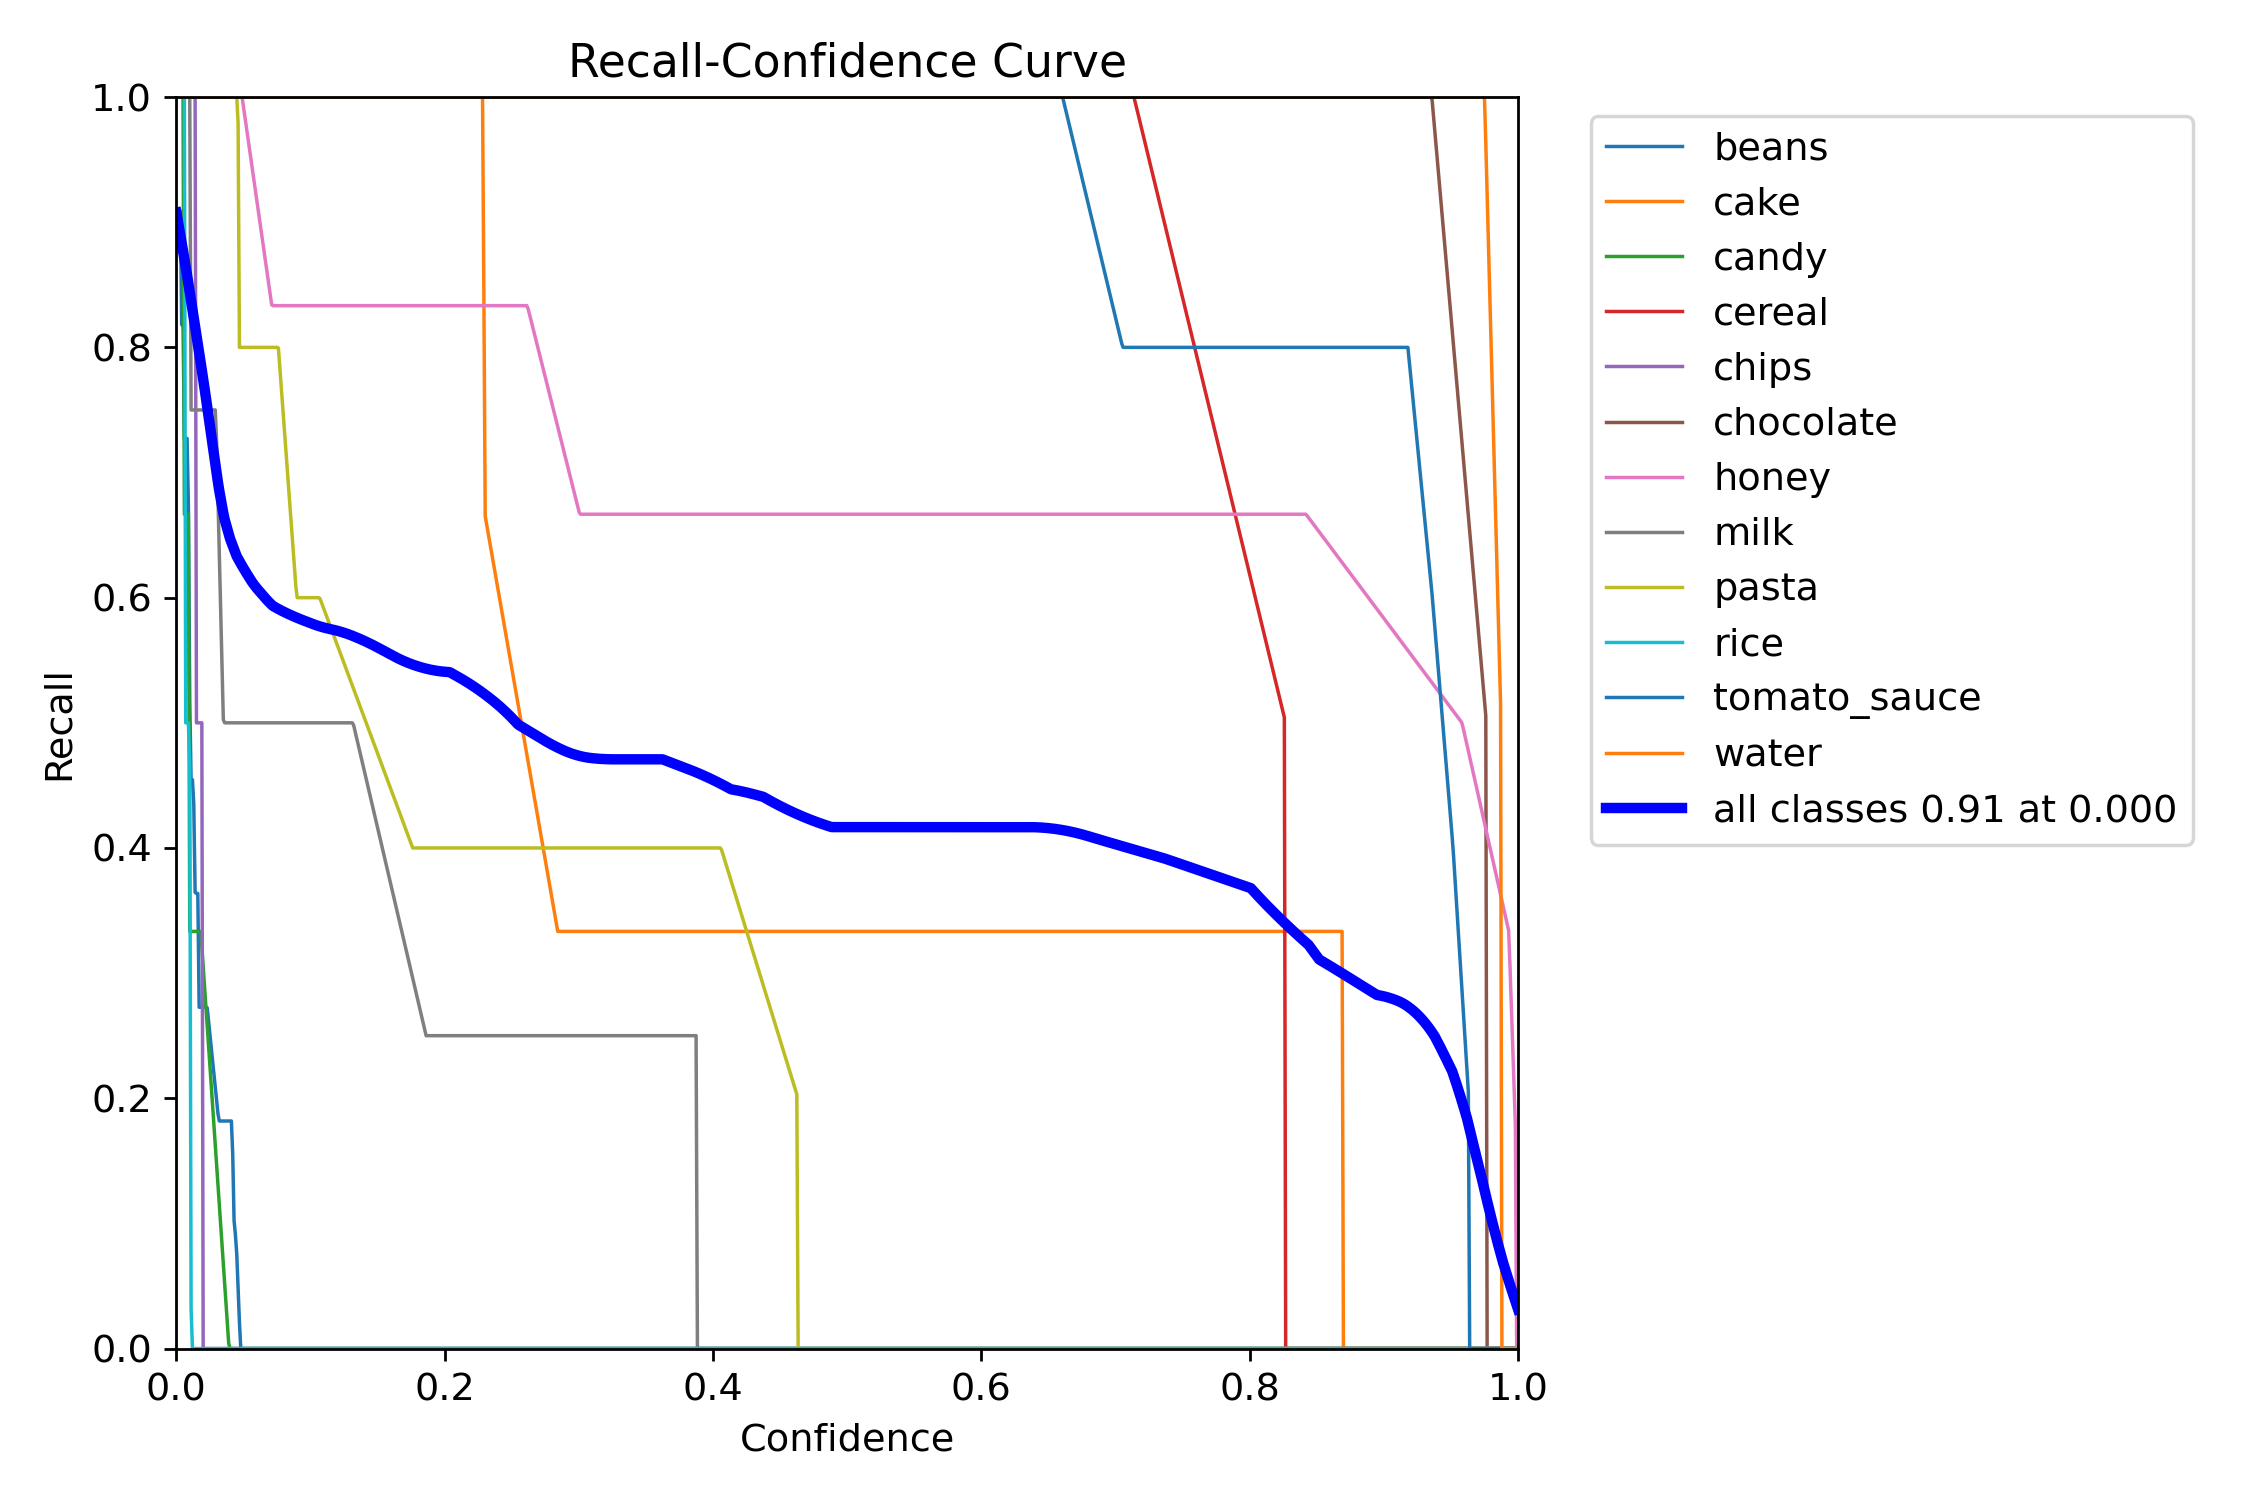 Recall-Confidence Curve
1.0
0.8
0.6
0.4
0.2
0.0
Recall
0.0 0.2 0.4 0.6 0.8 1.0
Confidence
beans
cake
candy
cereal
chips
chocolate
honey
milk
pasta
rice
tomato_sauce
water
all classes 0.91 at 0.000